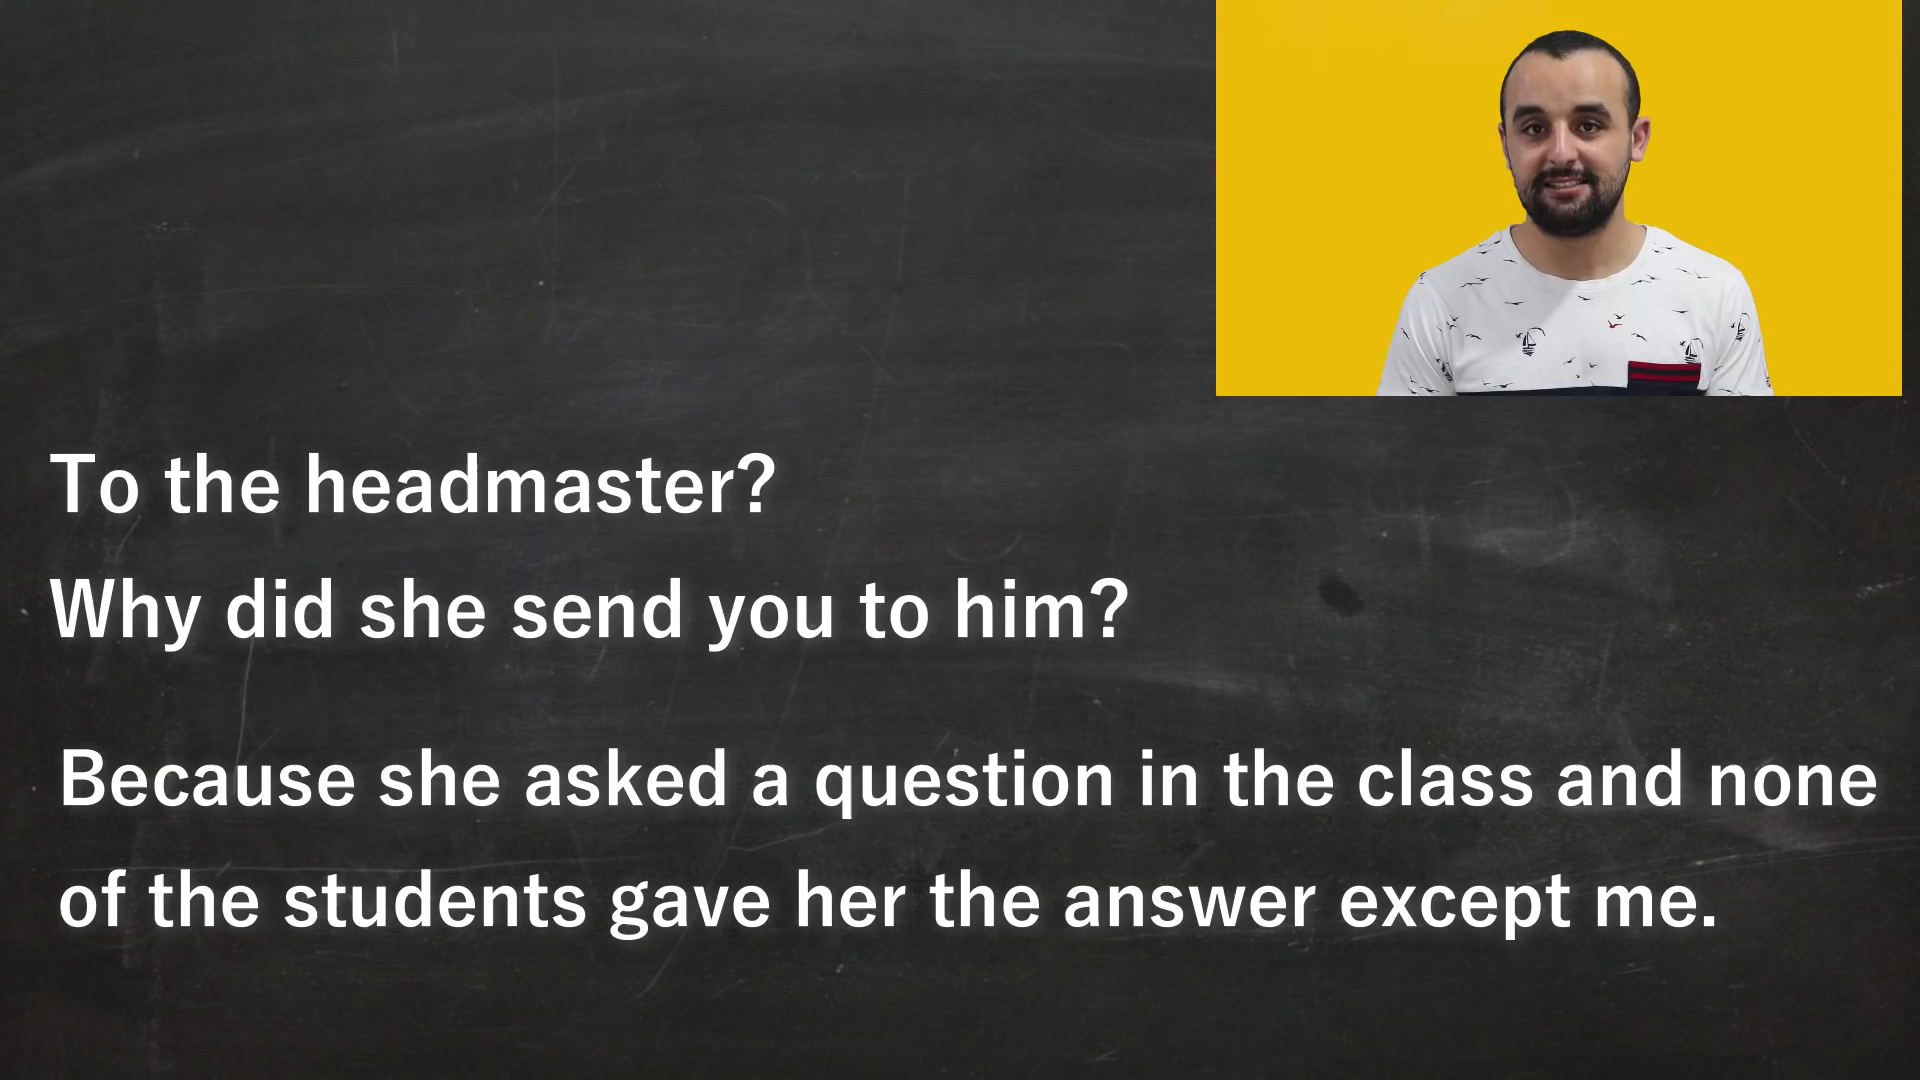 To the headmaster?
Why did she send you to him?
Because she asked a question in the class and none
of the students gave her the answer except me.